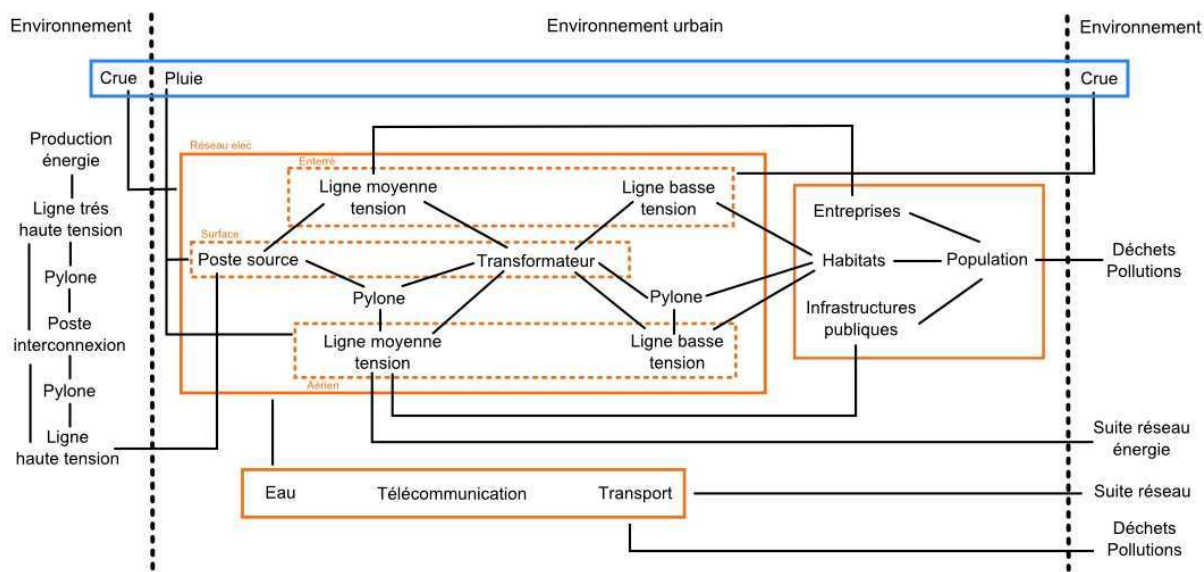 Environnement
Environnement urbain
Environnement
Crue
Pluie
Crue
Production
énergie
Ligne trés
haute tension
Pylone
Poste
interconnexion
Pylone
Ligne
haute tension
Réseau elec
Enterré
Ligne moyenne
tension
Ligne basse
tension
Surface
Poste source
Transformateur
Pylone
Pylone
Ligne moyenne
tension
Ligne basse
tension
Aérien
Entreprises
Habitats
Population
Infrastructures
publiques
Déchets
Pollutions
Suite réseau
énergie
Eau
Télécommunication
Transport
Suite réseau
Déchets
Pollutions